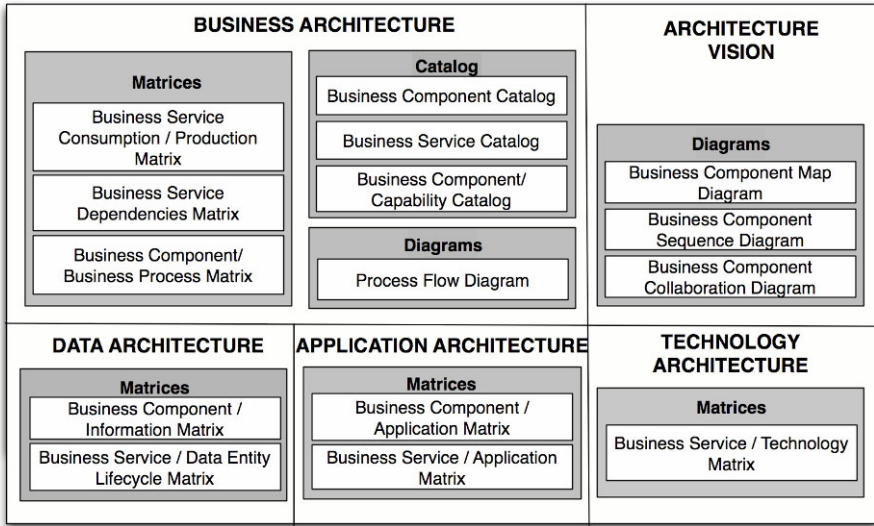 BUSINESS ARCHITECTURE
Matrices
Business Service
Consumption / Production
Matrix
Business Service
Dependencies Matrix
Business Component/
Business Process Matrix
Catalog
Business Component Catalog
Business Service Catalog
Business Component/
Capability Catalog
Diagrams
Process Flow Diagram
ARCHITECTURE
VISION
Diagrams
Business Component Map
Diagram
Business Component
Sequence Diagram
Business Component
Collaboration Diagram
DATA ARCHITECTURE
Matrices
Business Component /
Information Matrix
Business Service / Data Entity
Lifecycle Matrix
APPLICATION ARCHITECTURE
Matrices
Business Component /
Application Matrix
Business Service / Application
Matrix
TECHNOLOGY
ARCHITECTURE
Matrices
Business Service / Technology
Matrix